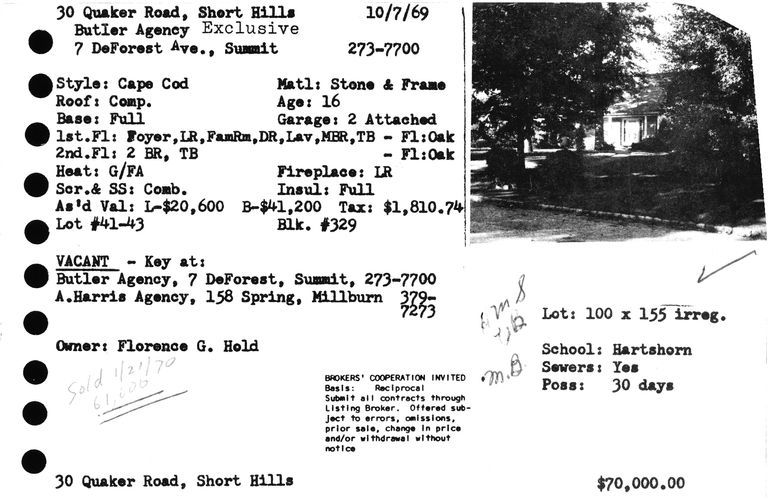 30 Quaker Road, Short Hills 10/7/69
Butler Agency Exclusive
7 DeForest Ave., Summit 273-7700
Style: Cape Cod Matl: Stone & Frame
Roof: Comp. Age: 16
Base: Full Garage: 2 Attached
1st.Fl: Foyer,LR,FamRm,DR,Lav,MBR,TB - Fl:Oak
2nd.Fl: 2 BR, TB - Fl:Oak
Heat: G/FA Fireplace: LR
Scr.& SS: Comb. Insul: Full
As'd Val: L-$20,600 B-$41,200 Tax: $1,810.74
Lot #41-43 Blk. #329
VACANT - Key at:
Butler Agency, 7 DeForest, Summit, 273-7700
A.Harris Agency, 158 Spring, Millburn 379-
7273
Lot: 100 x 155 irreg.
Owner: Florence G. Hold
School: Hartshorn
Sewers: Yes
Poss: 30 days
Sold 1/21/70
61,000
M.B.
BROKERS' COOPERATION INVITED
Basis: Reciprocal
Submit all contracts through
Listing Broker. Offered sub-
ject to errors, omissions,
prior sale, change in price
and/or withdrawal without
notice
30 Quaker Road, Short Hills $70,000.00